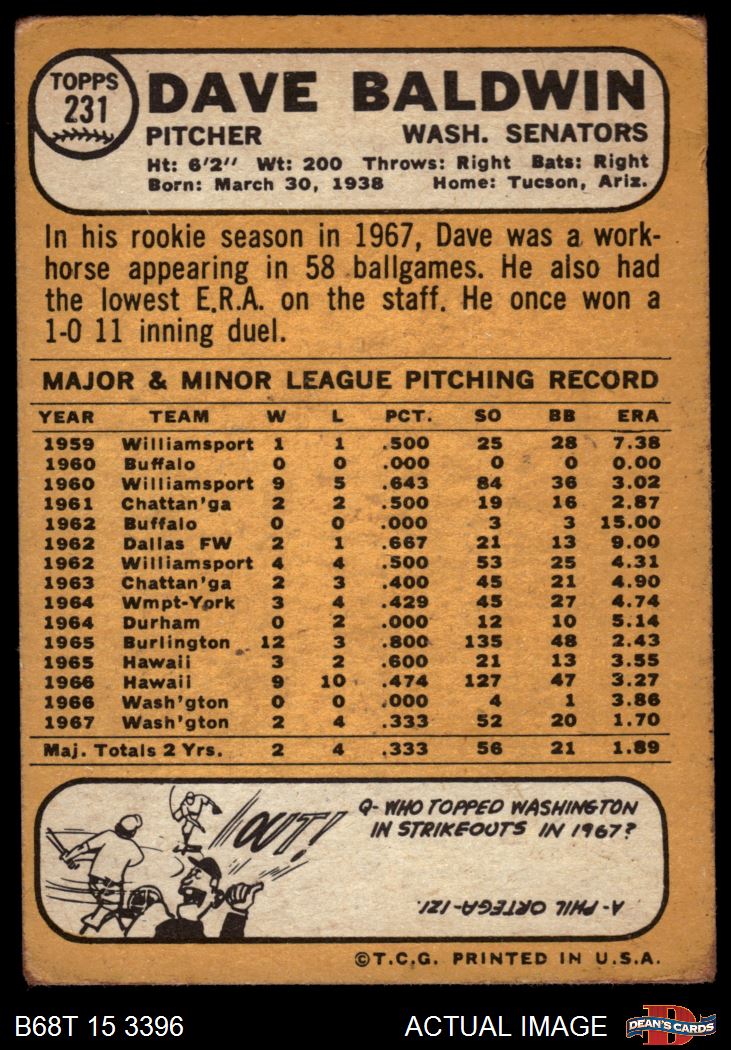 TOPPS
231
DAVE BALDWIN
PITCHER WASH. SENATORS
Ht: 6'2" Wt: 200 Throws: Right Bats: Right
Born: March 30, 1938 Home: Tucson, Ariz.
In his rookie season in 1967, Dave was a work-
horse appearing in 58 ballgames. He also had
the lowest E.R.A. on the staff. He once won a
1-0 11 inning duel.
MAJOR & MINOR LEAGUE PITCHING RECORD
YEAR TEAM W L PCT. SO BB ERA
1959 Williamsport 1 1 .500 25 28 7.38
1960 Buffalo 0 0 .000 0 0 0.00
1960 Williamsport 9 5 .643 84 36 3.02
1961 Chattan'ga 2 2 .500 19 16 2.87
1962 Buffalo 0 0 .000 3 3 15.00
1962 Dallas FW 2 1 .667 21 13 9.00
1962 Williamsport 4 4 .500 53 25 4.31
1963 Chattan'ga 2 3 .400 45 21 4.90
1964 Wmpt-York 3 4 .429 45 27 4.74
1964 Durham 0 2 .000 12 10 5.14
1965 Burlington 12 3 .800 135 48 2.43
1965 Hawaii 3 2 .600 21 13 3.55
1966 Hawaii 9 10 .474 127 47 3.27
1966 Wash'gton 0 0 .000 4 1 3.86
1967 Wash'gton 2 4 .333 52 20 1.70
Maj. Totals 2 Yrs. 2 4 .333 56 21 1.89
OUT!
Q- WHO TOPPED WASHINGTON
IN STRIKEOUTS IN 1967?
A- PHIL ORTEGA-121.
©T.C.G. PRINTED IN U.S.A.
B68T 15 3396 ACTUAL IMAGE
D
DEAN'S CARDS